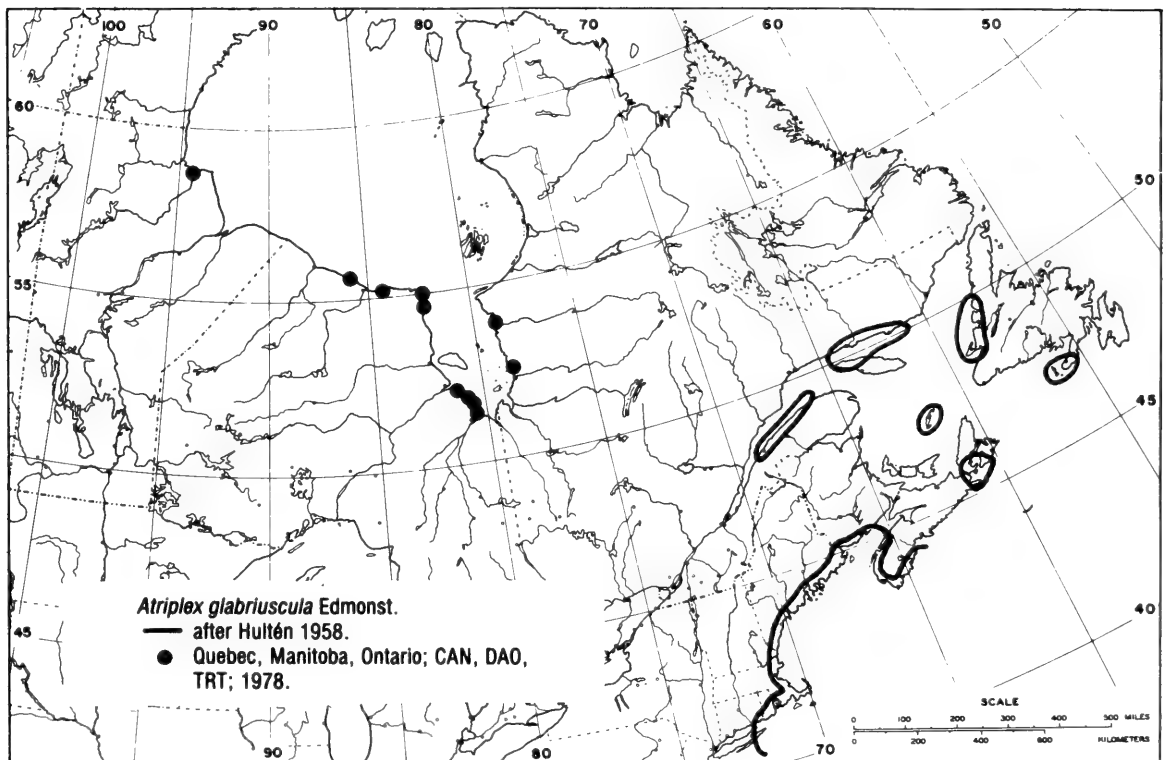 100 90 80 70 60 50
60
50
55
45
Atriplex glabriuscula Edmonst.
— after Hultén 1958.
● Quebec, Manitoba, Ontario; CAN, DAO,
TRT; 1978.
45
40
SCALE
0 100 200 300 400 500 MILES
0 200 400 600 KILOMETERS
90 80 70